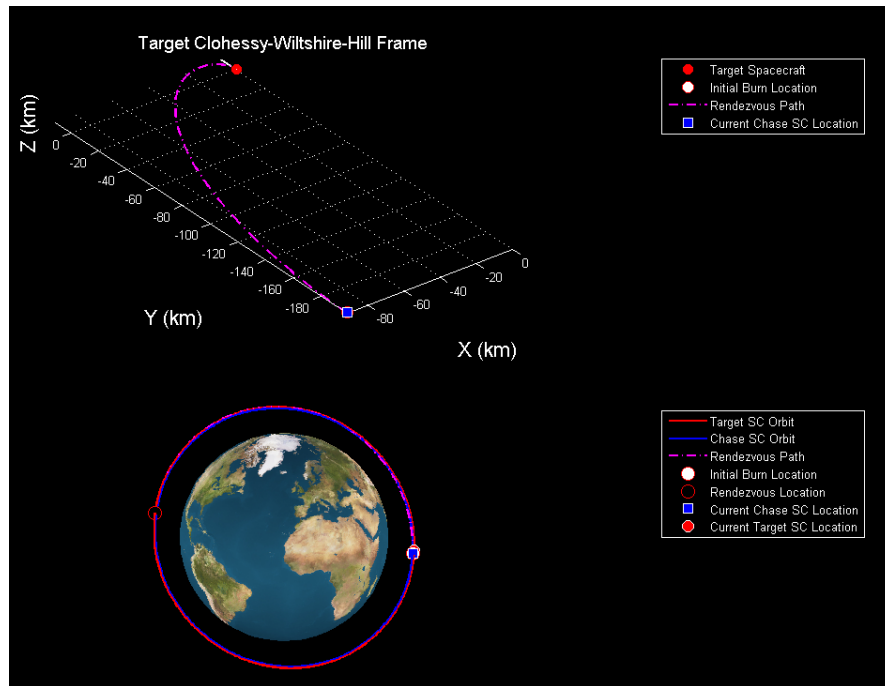 Target Clohessy-Wiltshire-Hill Frame
Z (km)
0
-20
-40
-60
-80
-100
-120
-140
-160
-180
Y (km)
-80
-60
-40
-20
0
X (km)
Target Spacecraft
Initial Burn Location
Rendezvous Path
Current Chase SC Location
Target SC Orbit
Chase SC Orbit
Rendezvous Path
Initial Burn Location
Rendezvous Location
Current Chase SC Location
Current Target SC Location